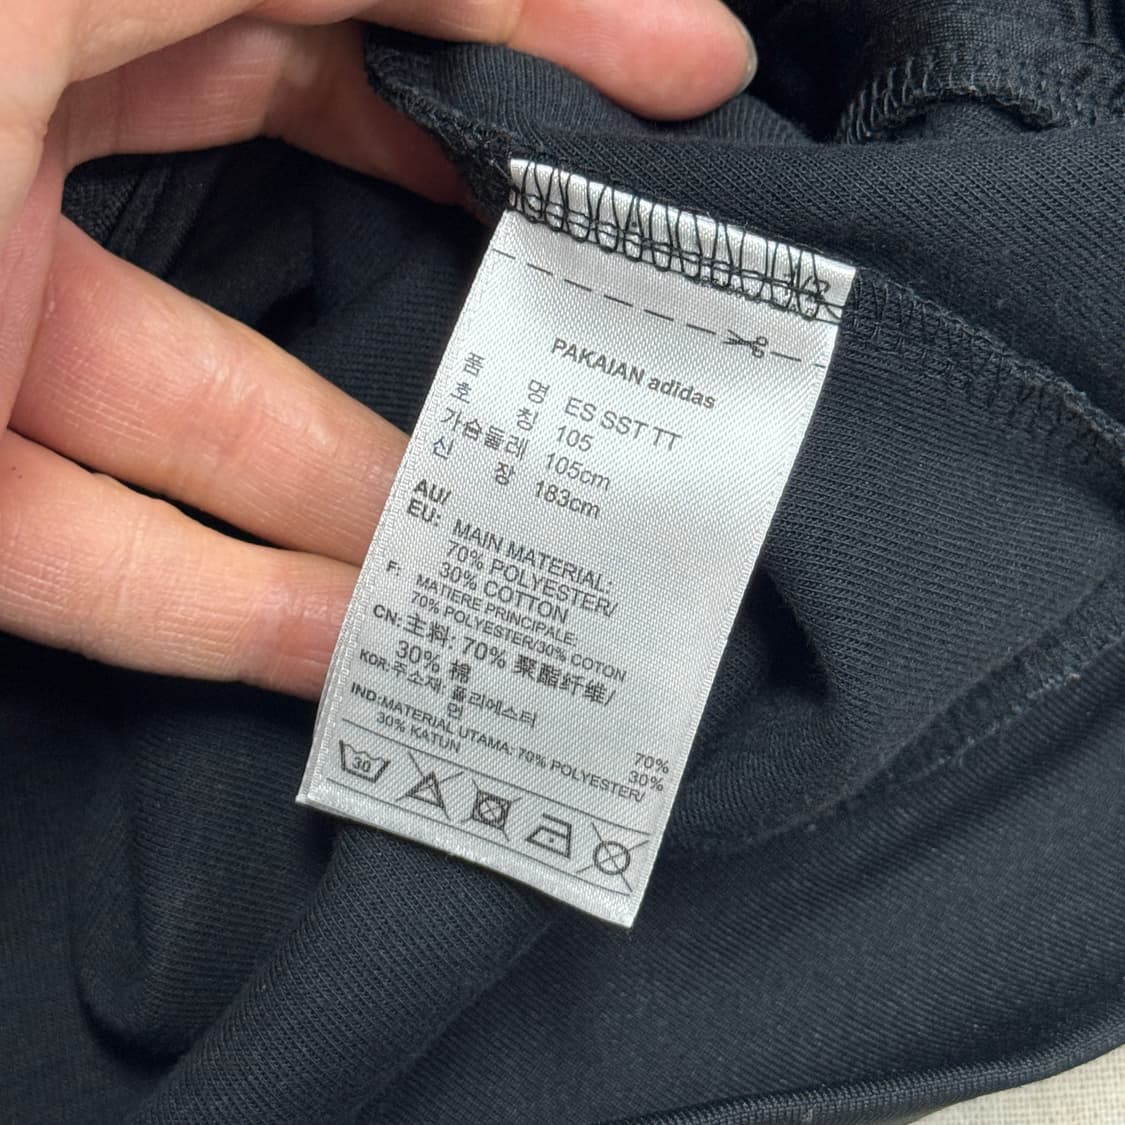 PAKAIAN adidas
품 명 ES SST TT
호 칭 105
가슴둘레 105cm
신 장 183cm
AU/
EU: MAIN MATERIAL:
70% POLYESTER/
30% COTTON
F: MATIERE PRINCIPALE:
70% POLYESTER/30% COTON
CN:主料: 70% 聚酯纤维/
30% 棉
KOR:주소재: 폴리에스터 70%
면 30%
IND:MATERIAL UTAMA: 70% POLYESTER/
30% KATUN
30